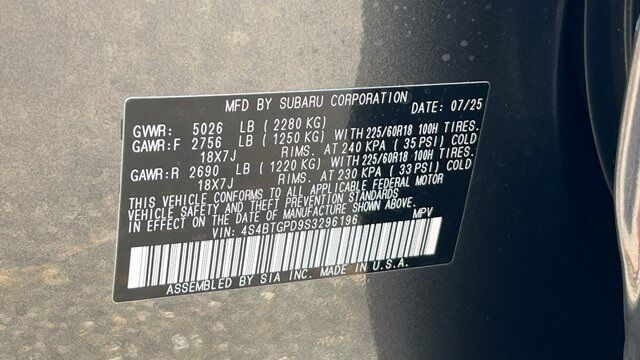 MFD BY SUBARU CORPORATION DATE: 07/25
GVWR: 5026 LB (2280 KG)
GAWR:F 2756 LB (1250 KG) WITH 225/60R18 100H TIRES.
18X7J RIMS. AT 240 KPA (35 PSI) COLD
GAWR:R 2690 LB (1220 KG) WITH 225/60R18 100H TIRES.
18X7J RIMS. AT 230 KPA (33 PSI) COLD
THIS VEHICLE CONFORMS TO ALL APPLICABLE FEDERAL MOTOR
VEHICLE SAFETY AND THEFT PREVENTION STANDARDS
IN EFFECT ON THE DATE OF MANUFACTURE SHOWN ABOVE.
VIN: 4S4BTGPD9S3296196 MPV
ASSEMBLED BY SIA INC. MADE IN U.S.A.